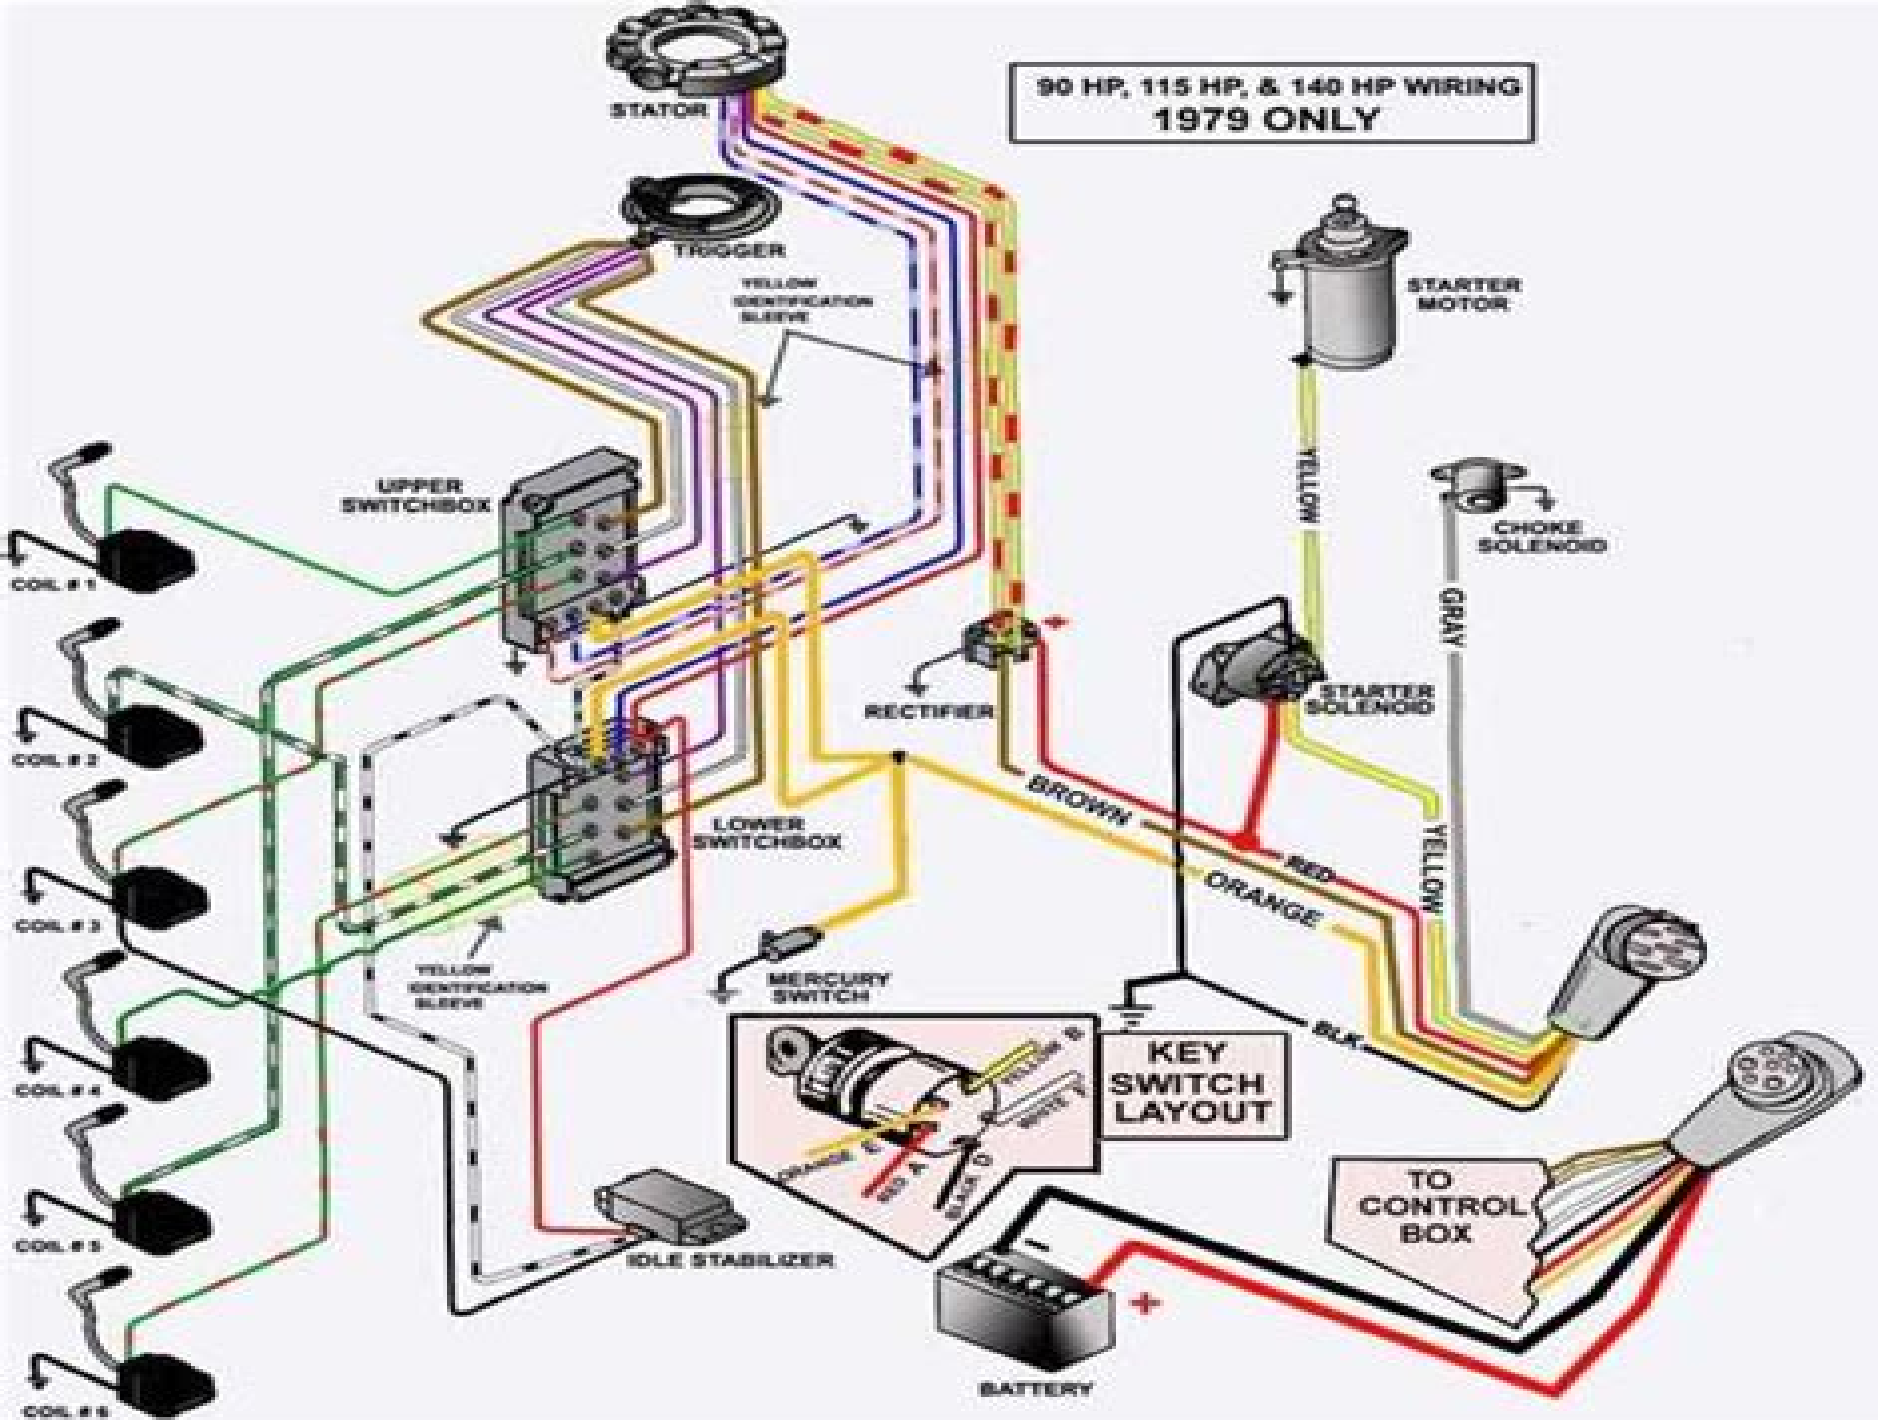 90 HP, 115 HP, & 140 HP WIRING
1979 ONLY
STATOR
TRIGGER
YELLOW
IDENTIFICATION
SLEEVE
STARTER
MOTOR
YELLOW
UPPER
SWITCHBOX
CHOKE
SOLENOID
COIL # 1
GRAY
+
RECTIFIER
STARTER
SOLENOID
COIL # 2
BROWN
LOWER
SWITCHBOX
YELLOW
RED
ORANGE
COIL # 3
YELLOW
IDENTIFICATION
SLEEVE
MERCURY
SWITCH
BLK
KEY
SWITCH
LAYOUT
YELLOW B
WHITE F
ORANGE E
RED A
BLACK D
COIL # 4
TO
CONTROL
BOX
COIL # 5
IDLE STABILIZER
-
+
BATTERY
COIL # 6